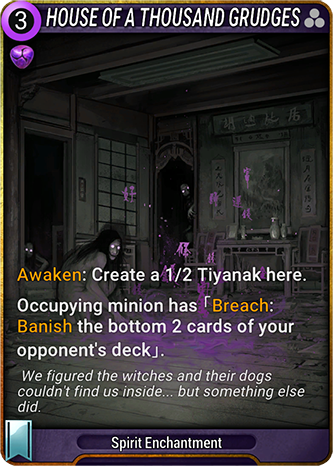 3
HOUSE OF A THOUSAND GRUDGES
Awaken: Create a 1/2 Tiyanak here.
Occupying minion has ｢Breach:
Banish the bottom 2 cards of your
opponent's deck｣.
We figured the witches and their dogs
couldn't find us inside... but something else
did.
Spirit Enchantment